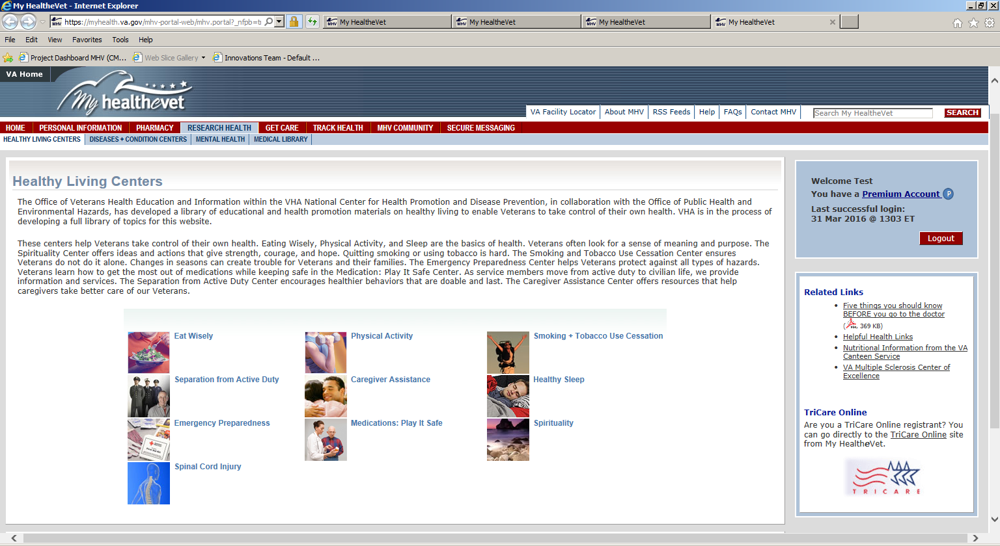 My HealtheVet - Internet Explorer
https://myhealth.va.gov/mhv-portal-web/mhv.portal?_nfpb=t
My HealtheVet
My HealtheVet
My HealtheVet
My HealtheVet
File Edit View Favorites Tools Help
Project Dashboard MHV (CM... Web Slice Gallery Innovations Team - Default ...
VA Home
My healthevet
VA Facility Locator About MHV RSS Feeds Help FAQs Contact MHV Search My HealtheVet SEARCH
HOME PERSONAL INFORMATION PHARMACY RESEARCH HEALTH GET CARE TRACK HEALTH MHV COMMUNITY SECURE MESSAGING
HEALTHY LIVING CENTERS DISEASES + CONDITION CENTERS MENTAL HEALTH MEDICAL LIBRARY
Healthy Living Centers
The Office of Veterans Health Education and Information within the VHA National Center for Health Promotion and Disease Prevention, in collaboration with the Office of Public Health and
Environmental Hazards, has developed a library of educational and health promotion materials on healthy living to enable Veterans to take control of their own health. VHA is in the process of
developing a full library of topics for this website.
These centers help Veterans take control of their own health. Eating Wisely, Physical Activity, and Sleep are the basics of health. Veterans often look for a sense of meaning and purpose. The
Spirituality Center offers ideas and actions that give strength, courage, and hope. Quitting smoking or using tobacco is hard. The Smoking and Tobacco Use Cessation Center ensures
Veterans do not do it alone. Changes in seasons can create trouble for Veterans and their families. The Emergency Preparedness Center helps Veterans protect against all types of hazards.
Veterans learn how to get the most out of medications while keeping safe in the Medication: Play It Safe Center. As service members move from active duty to civilian life, we provide
information and services. The Separation from Active Duty Center encourages healthier behaviors that are doable and last. The Caregiver Assistance Center offers resources that help
caregivers take better care of our Veterans.
Eat Wisely Physical Activity Smoking + Tobacco Use Cessation
Separation from Active Duty Caregiver Assistance Healthy Sleep
Emergency Preparedness Medications: Play It Safe Spirituality
Spinal Cord Injury
Welcome Test
You have a Premium Account P
Last successful login:
31 Mar 2016 @ 1303 ET
Logout
Related Links
Five things you should know
BEFORE you go to the doctor
(PDF, 369 KB)
Helpful Health Links
Nutritional Information from the VA
Canteen Service
VA Multiple Sclerosis Center of
Excellence
TriCare Online
Are you a TriCare Online registrant? You
can go directly to the TriCare Online site
from My HealtheVet.
TRICARE